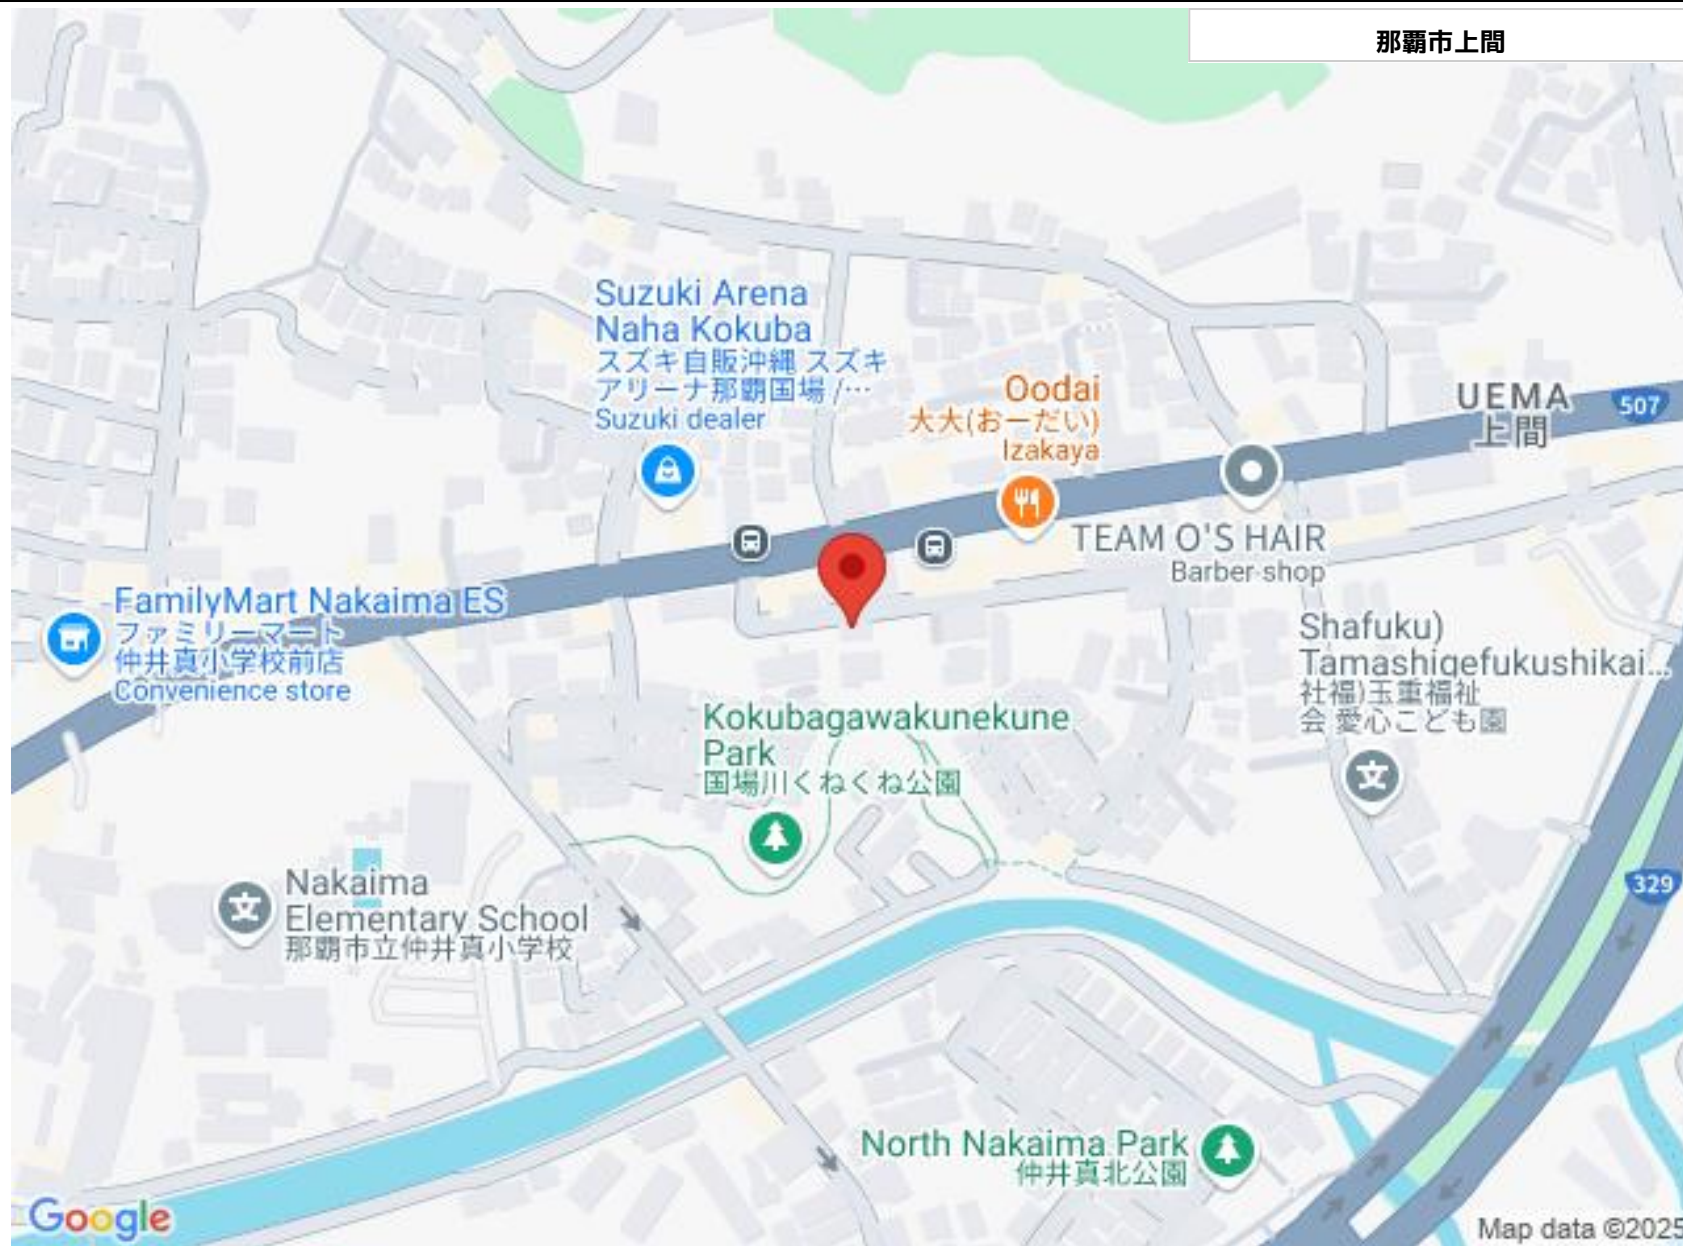 那覇市上間
Suzuki Arena
Naha Kokuba
スズキ自販沖縄 スズキ
アリーナ那覇国場 /…
Suzuki dealer
Oodai
大大(おーだい)
Izakaya
UEMA
上間
507
TEAM O'S HAIR
Barber shop
FamilyMart Nakaima ES
ファミリーマート
仲井真小学校前店
Convenience store
Shafuku)
Tamashigefukushikai...
社福)玉重福祉
会 愛心こども園
文
Kokubagawakunekune
Park
国場川くねくね公園
329
文
Nakaima
Elementary School
那覇市立仲井真小学校
North Nakaima Park
仲井真北公園
Google
Map data ©2025